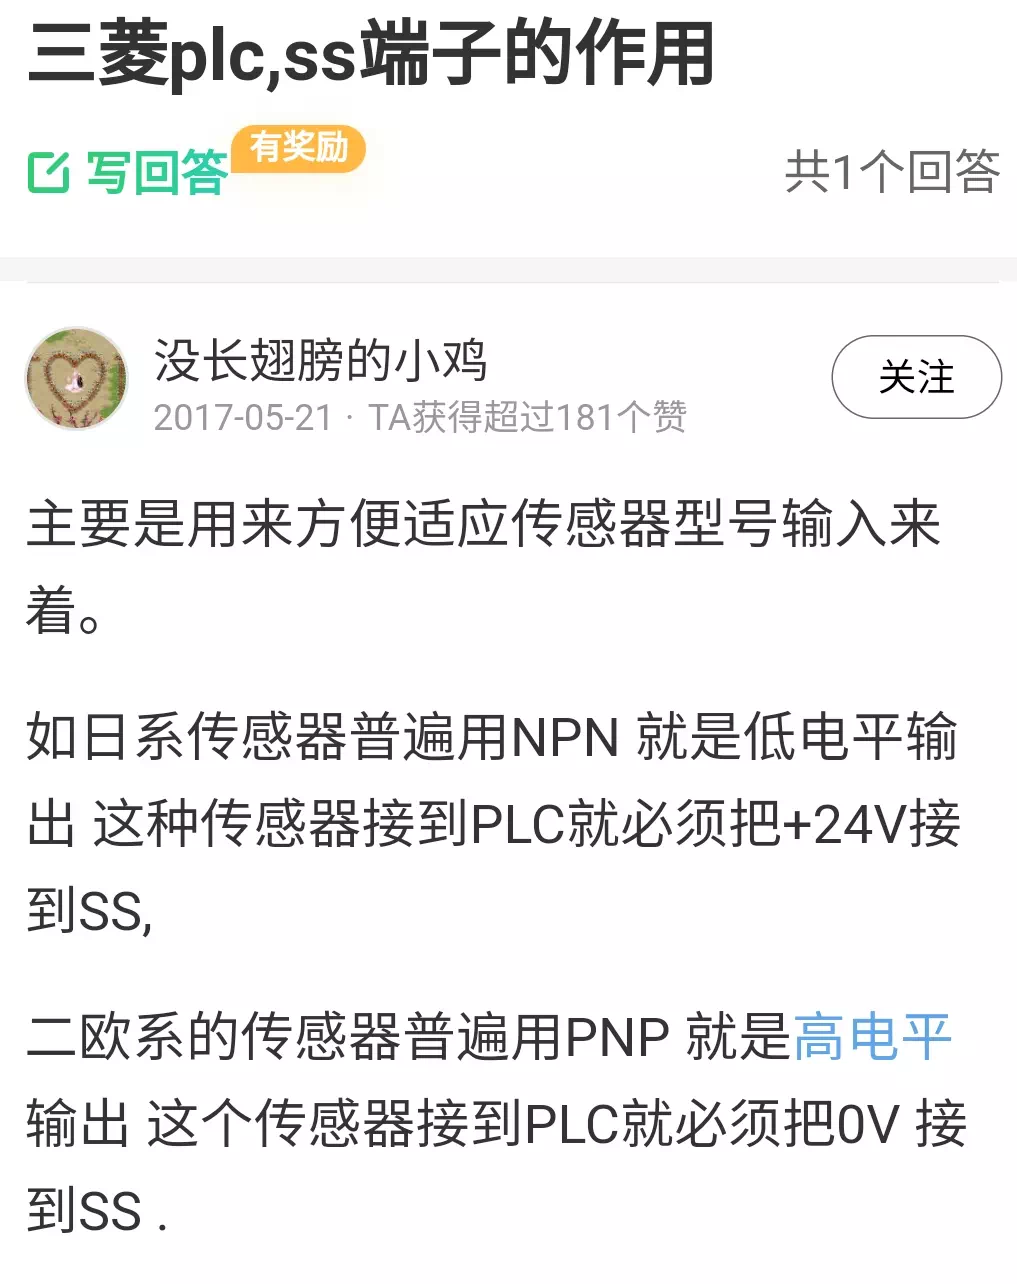 三菱plc,ss端子的作用
写回答
有奖励
共1个回答
没长翅膀的小鸡
关注
2017-05-21 · TA获得超过181个赞
主要是用来方便适应传感器型号输入来
着。
如日系传感器普遍用NPN 就是低电平输
出 这种传感器接到PLC就必须把+24V接
到SS,
二欧系的传感器普遍用PNP 就是高电平
输出 这个传感器接到PLC就必须把0V 接
到SS .